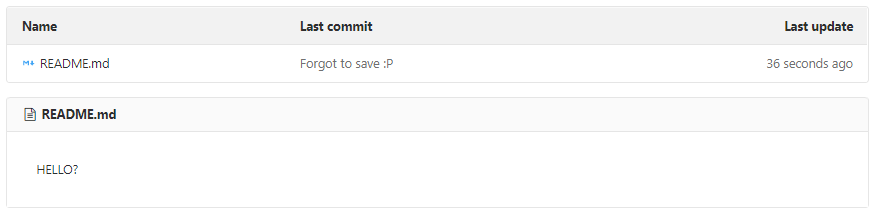 Name Last commit Last update
M↓ README.md Forgot to save :P 36 seconds ago
README.md
HELLO?